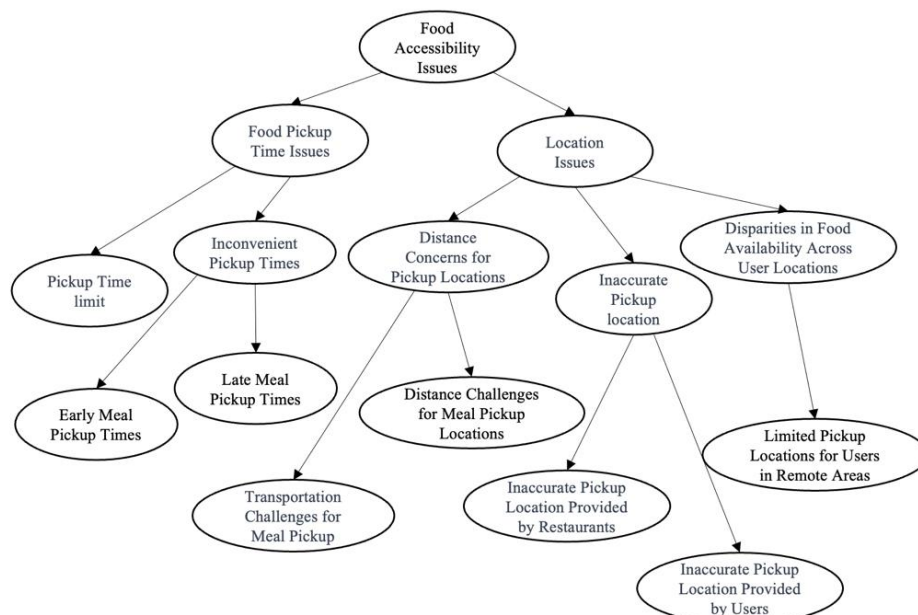 Food
Accessibility
Issues
Food Pickup
Time Issues
Location
Issues
Pickup Time
limit
Inconvenient
Pickup Times
Distance
Concerns for
Pickup Locations
Inaccurate
Pickup
location
Disparities in Food
Availability Across
User Locations
Early Meal
Pickup Times
Late Meal
Pickup Times
Transportation
Challenges for
Meal Pickup
Distance Challenges
for Meal Pickup
Locations
Inaccurate Pickup
Location Provided
by Restaurants
Inaccurate Pickup
Location Provided
by Users
Limited Pickup
Locations for Users
in Remote Areas